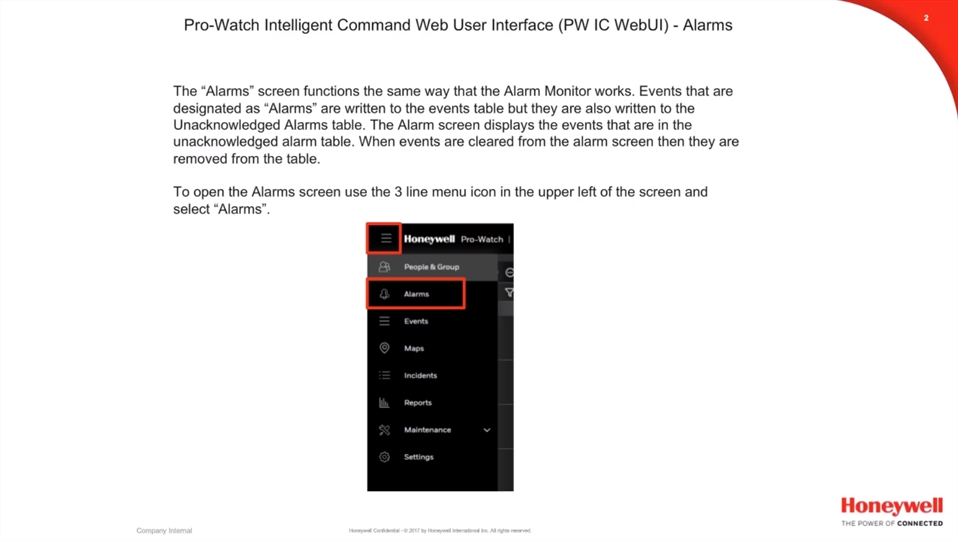 2
Pro-Watch Intelligent Command Web User Interface (PW IC WebUI) - Alarms
The “Alarms” screen functions the same way that the Alarm Monitor works. Events that are
designated as “Alarms” are written to the events table but they are also written to the
Unacknowledged Alarms table. The Alarm screen displays the events that are in the
unacknowledged alarm table. When events are cleared from the alarm screen then they are
removed from the table.
To open the Alarms screen use the 3 line menu icon in the upper left of the screen and
select “Alarms”.
Honeywell Pro-Watch |
People & Group
Alarms
Events
Maps
Incidents
Reports
Maintenance
Settings
Honeywell
THE POWER OF CONNECTED
Company Internal
Honeywell Confidential - © 2017 by Honeywell International Inc. All rights reserved.